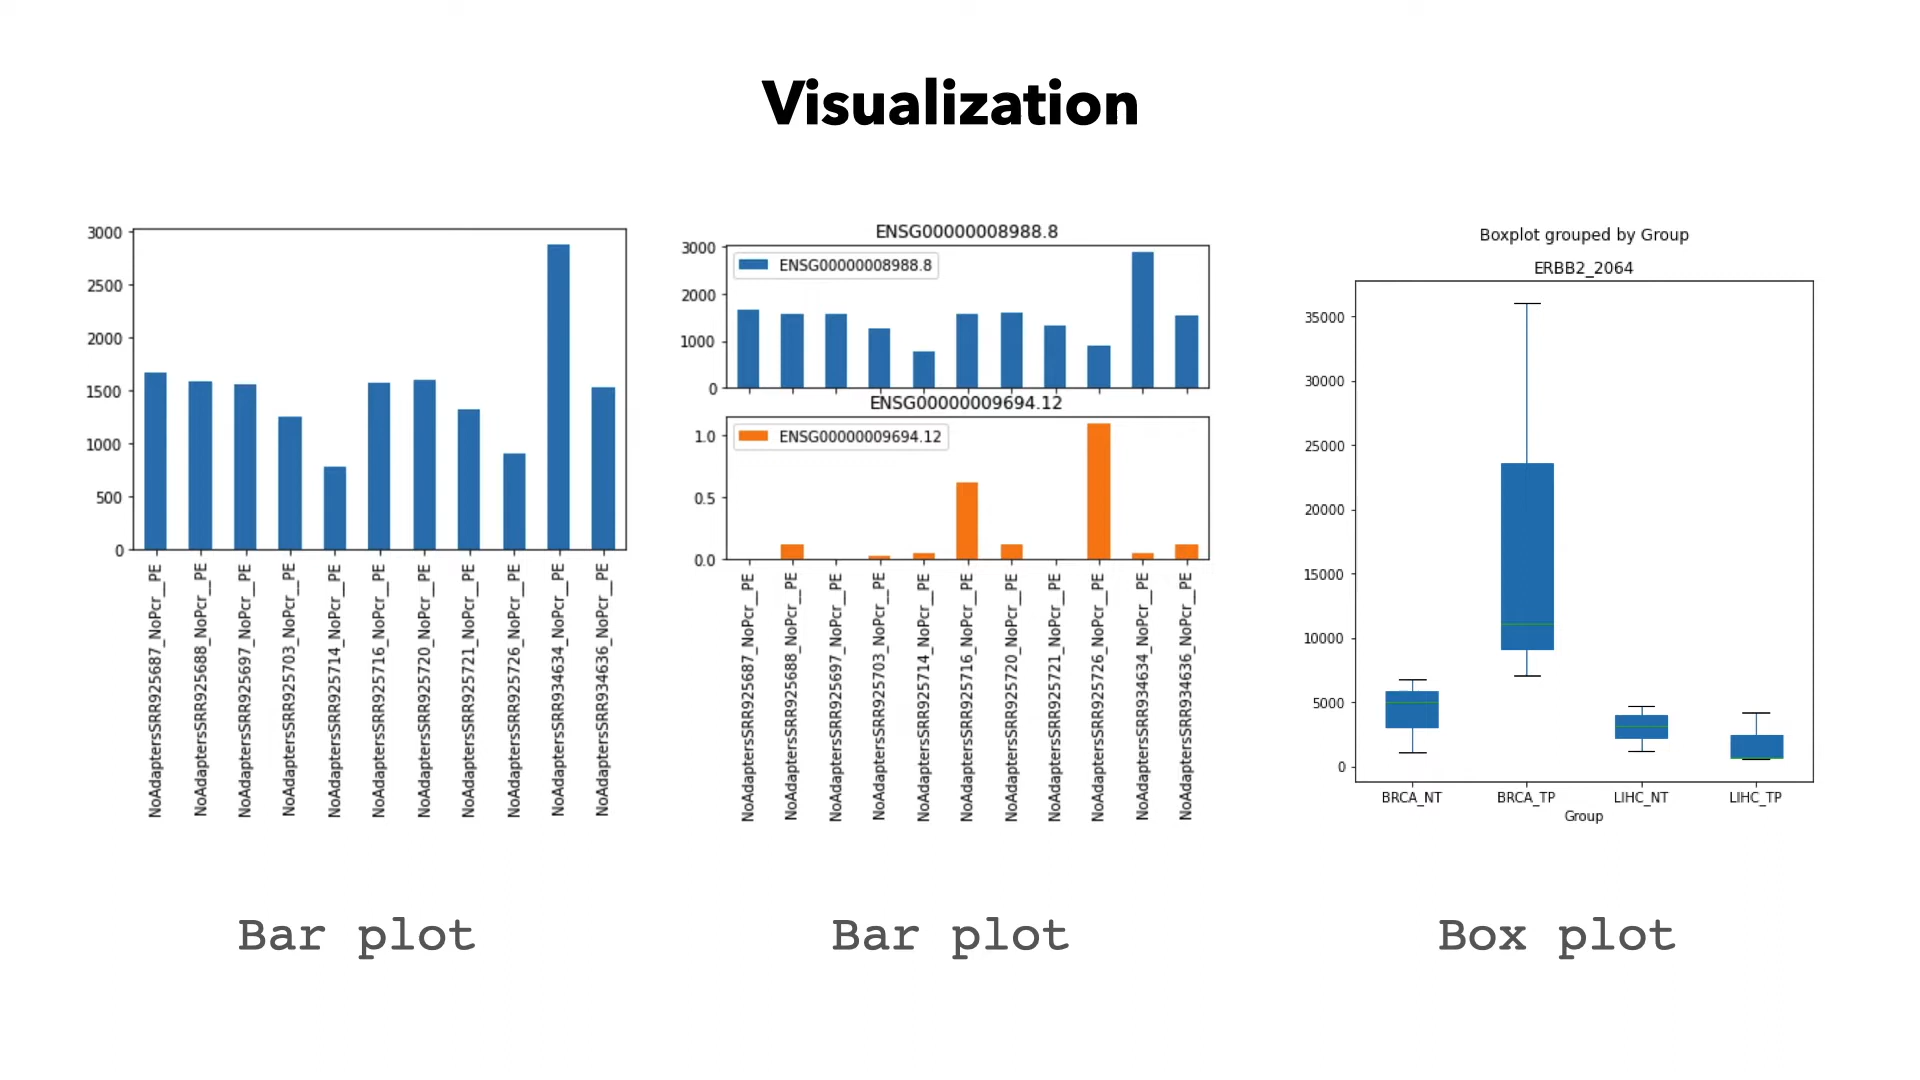 Visualization
3000
2500
2000
1500
1000
500
0
NoAdaptersSRR925687_NoPcr__PE
NoAdaptersSRR925688_NoPcr__PE
NoAdaptersSRR925697_NoPcr__PE
NoAdaptersSRR925703_NoPcr__PE
NoAdaptersSRR925714_NoPcr__PE
NoAdaptersSRR925716_NoPcr__PE
NoAdaptersSRR925720_NoPcr__PE
NoAdaptersSRR925721_NoPcr__PE
NoAdaptersSRR925726_NoPcr__PE
NoAdaptersSRR934634_NoPcr__PE
NoAdaptersSRR934636_NoPcr__PE
Bar plot
ENSG00000008988.8
3000
2000
1000
0
ENSG00000008988.8
ENSG00000009694.12
1.0
0.5
0.0
ENSG00000009694.12
NoAdaptersSRR925687_NoPcr__PE
NoAdaptersSRR925688_NoPcr__PE
NoAdaptersSRR925697_NoPcr__PE
NoAdaptersSRR925703_NoPcr__PE
NoAdaptersSRR925714_NoPcr__PE
NoAdaptersSRR925716_NoPcr__PE
NoAdaptersSRR925720_NoPcr__PE
NoAdaptersSRR925721_NoPcr__PE
NoAdaptersSRR925726_NoPcr__PE
NoAdaptersSRR934634_NoPcr__PE
NoAdaptersSRR934636_NoPcr__PE
Bar plot
Boxplot grouped by Group
ERBB2_2064
35000
30000
25000
20000
15000
10000
5000
0
BRCA_NT BRCA_TP LIHC_NT LIHC_TP
Group
Box plot